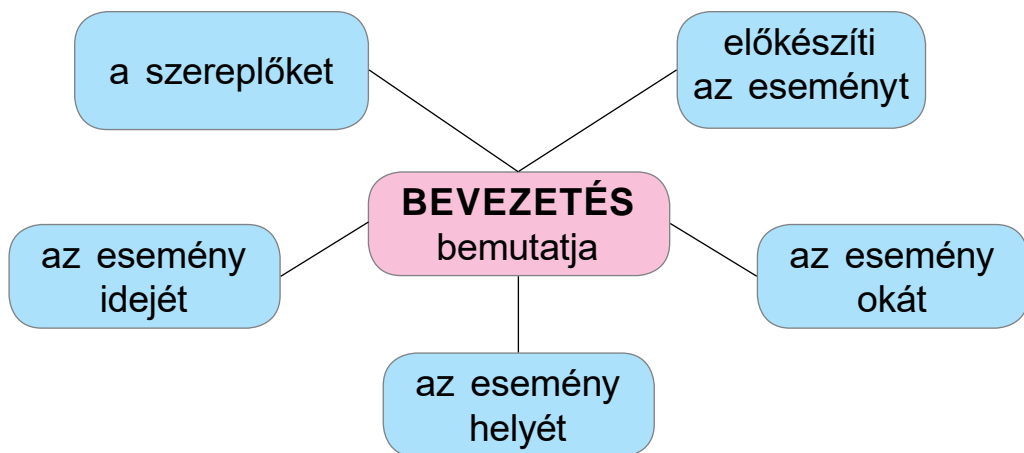 a szereplőket
előkészíti
az eseményt
BEVEZETÉS
bemutatja
az esemény
idejét
az esemény
okát
az esemény
helyét